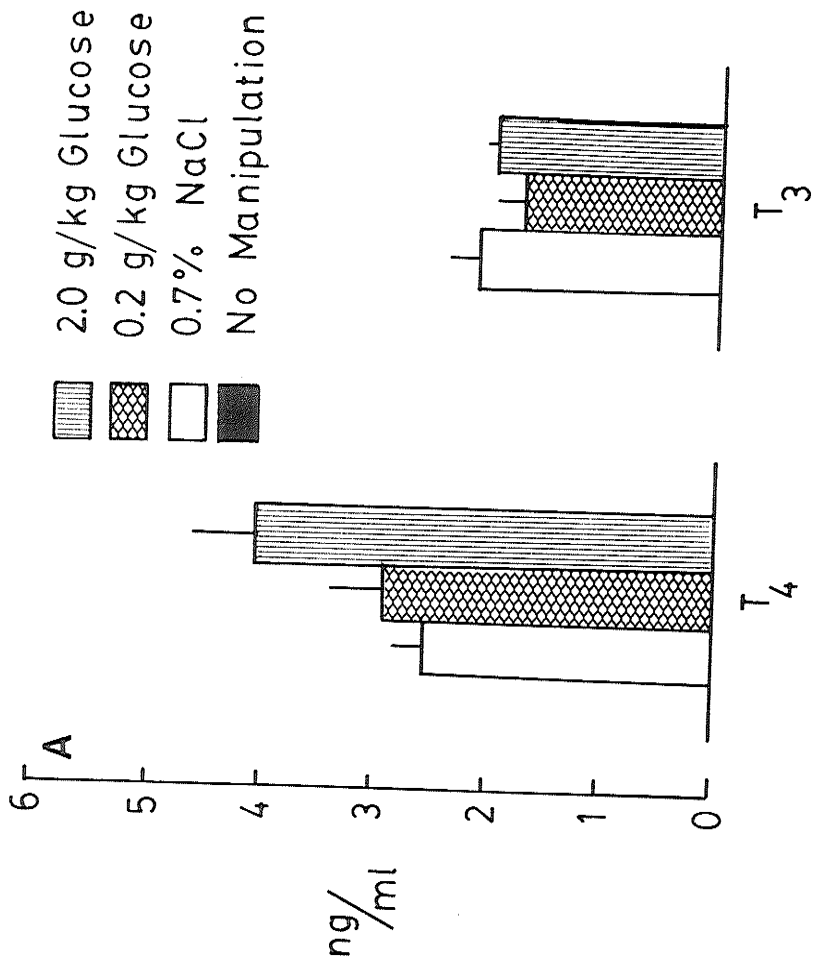 A
2.0 g/kg Glucose
0.2 g/kg Glucose
0.7% NaCl
No Manipulation
ng/ml
6
5
4
3
2
1
0
T4
T3